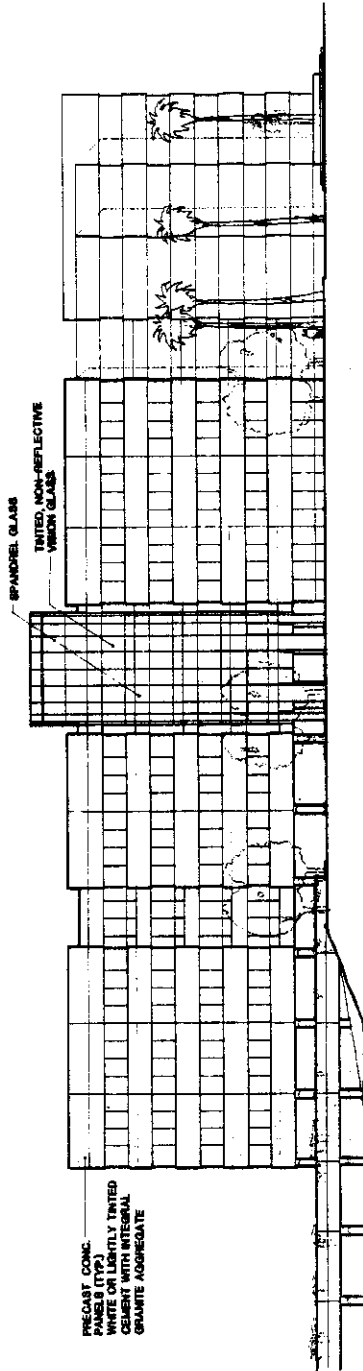 SPANDREL GLASS
TINTED, NON-REFLECTIVE
VISION GLASS
PRECAST CONC.
PANELS (TYP.)
WHITE OR LIGHTLY TINTED
CEMENT WITH INTEGRAL
GRANITE AGGREGATE